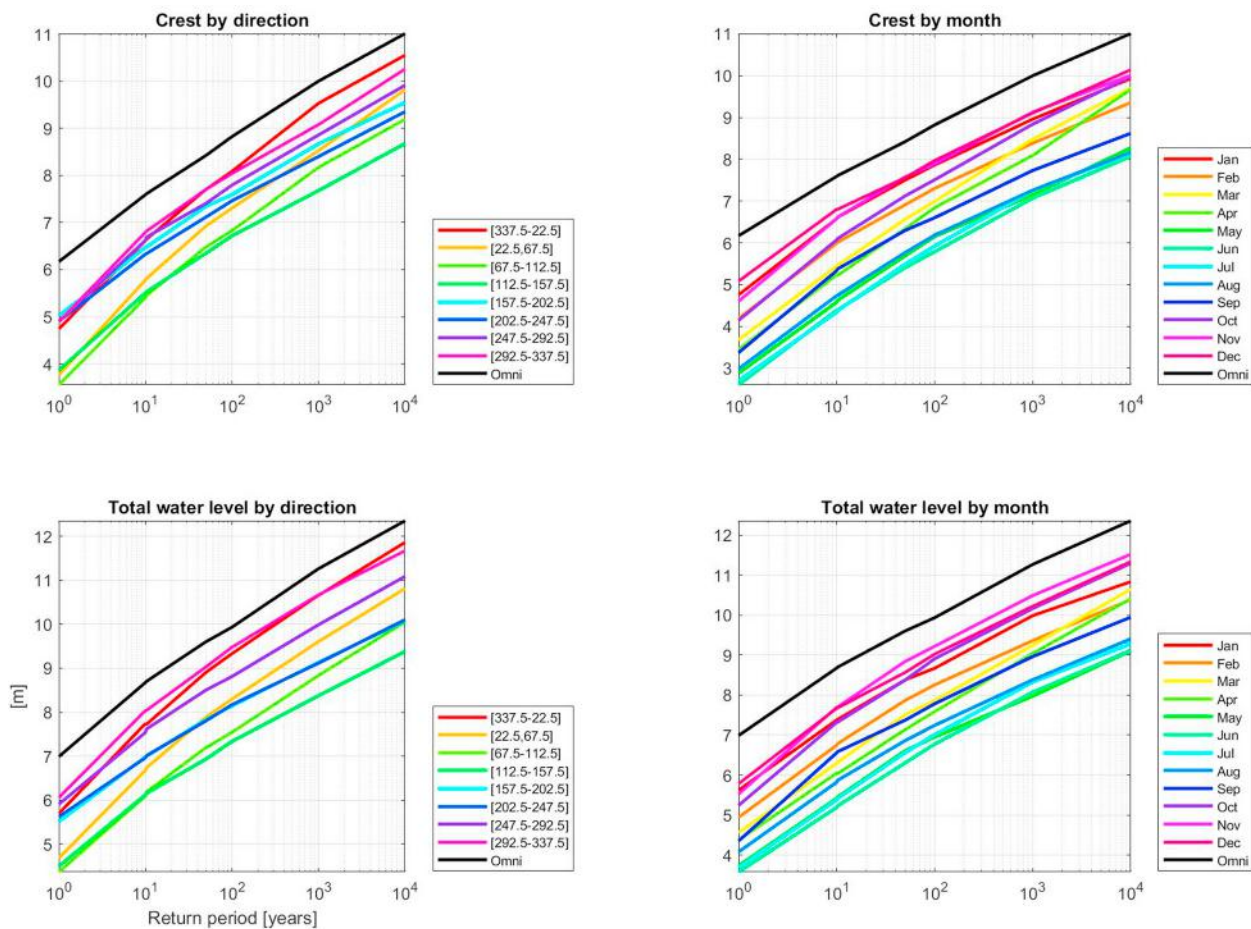 Crest by direction
11
10
9
8
7
6
5
4
10^0
10^1
10^2
10^3
10^4
[337.5-22.5]
[22.5,67.5]
[67.5-112.5]
[112.5-157.5]
[157.5-202.5]
[202.5-247.5]
[247.5-292.5]
[292.5-337.5]
Omni
Crest by month
11
10
9
8
7
6
5
4
3
10^0
10^1
10^2
10^3
10^4
Jan
Feb
Mar
Apr
May
Jun
Jul
Aug
Sep
Oct
Nov
Dec
Omni
Total water level by direction
[m]
12
11
10
9
8
7
6
5
10^0
10^1
10^2
10^3
10^4
Return period [years]
[337.5-22.5]
[22.5,67.5]
[67.5-112.5]
[112.5-157.5]
[157.5-202.5]
[202.5-247.5]
[247.5-292.5]
[292.5-337.5]
Omni
Total water level by month
12
11
10
9
8
7
6
5
4
10^0
10^1
10^2
10^3
10^4
Jan
Feb
Mar
Apr
May
Jun
Jul
Aug
Sep
Oct
Nov
Dec
Omni